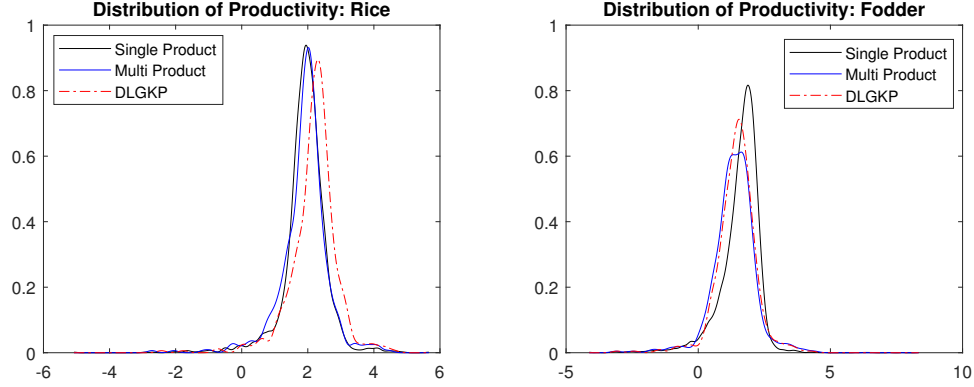 Distribution of Productivity: Rice
1
0.8
0.6
0.4
0.2
0
-6
-4
-2
0
2
4
6
Single Product
Multi Product
DLGKP
Distribution of Productivity: Fodder
1
0.8
0.6
0.4
0.2
0
-5
0
5
10
Single Product
Multi Product
DLGKP